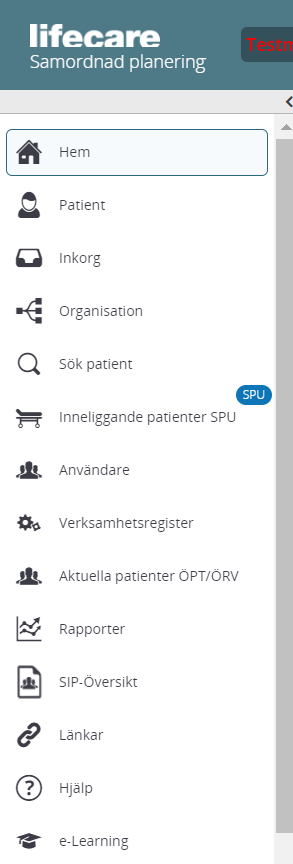 lifecare
Samordnad planering
Hem
Patient
Inkorg
Organisation
Sök patient
SPU
Inneliggande patienter SPU
Användare
Verksamhetsregister
Aktuella patienter ÖPT/ÖRV
Rapporter
SIP-Översikt
Länkar
?
Hjälp
e-Learning